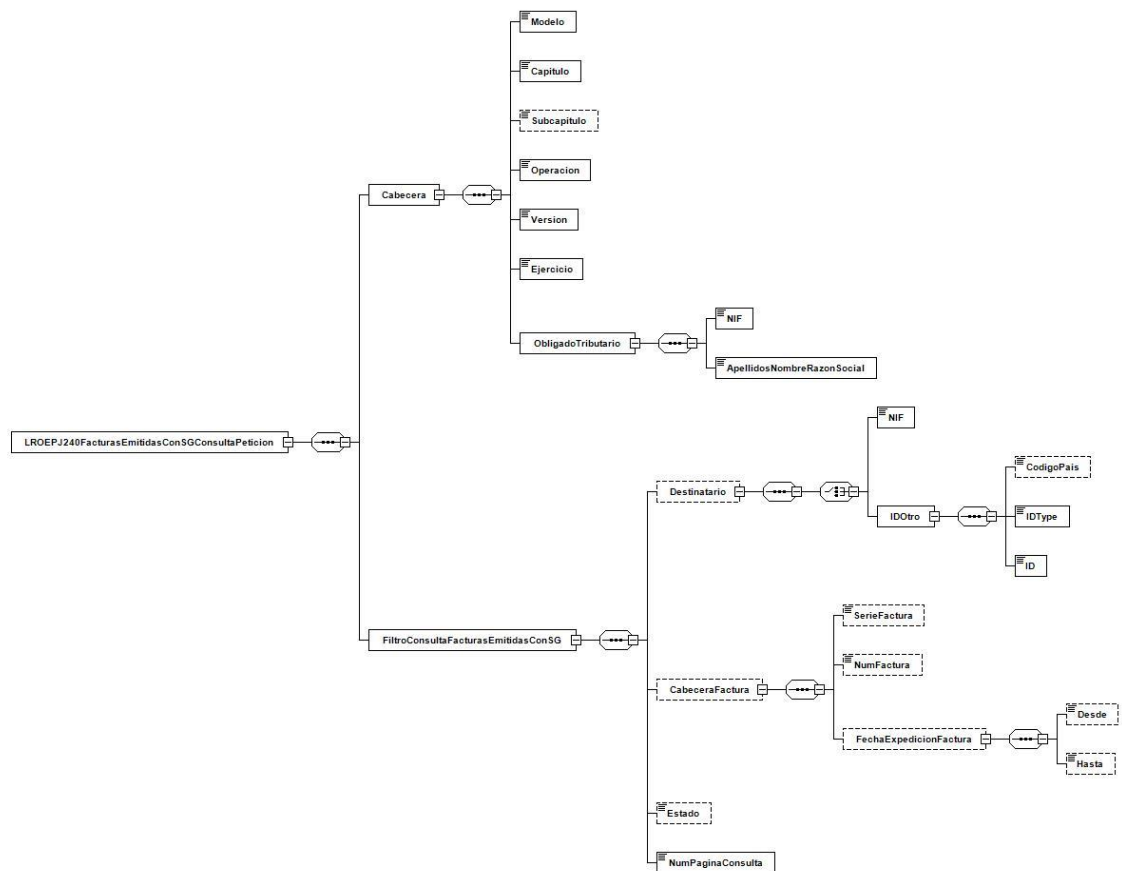 Modelo
Capitulo
Subcapitulo
Operacion
Version
Ejercicio
Cabecera
ObligadoTributario
NIF
ApellidosNombreRazonSocial
LROEPJ240FacturasEmitidasConSGConsultaPeticion
FiltroConsultaFacturasEmitidasConSG
Destinatario
NIF
IDOtro
CodigoPais
IDType
ID
CabeceraFactura
SerieFactura
NumFactura
FechaExpedicionFactura
Desde
Hasta
Estado
NumPaginaConsulta